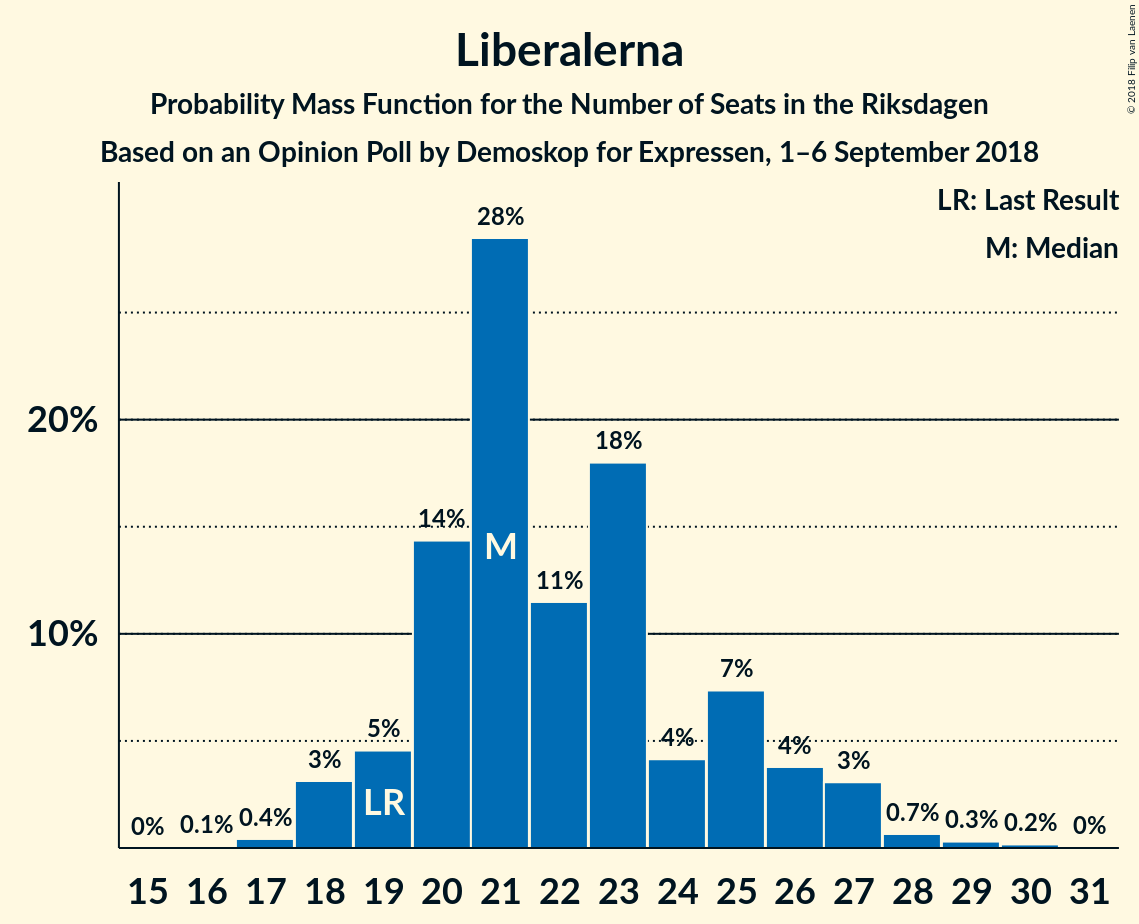 Liberalerna
Probability Mass Function for the Number of Seats in the Riksdagen
Based on an Opinion Poll by Demoskop for Expressen, 1–6 September 2018
© 2018 Filip van Laenen
LR: Last Result
M: Median
20%
10%
0% 0.1% 0.4% 3% 5% 14% 28% 11% 18% 4% 7% 4% 3% 0.7% 0.3% 0.2% 0%
LR M
15 16 17 18 19 20 21 22 23 24 25 26 27 28 29 30 31